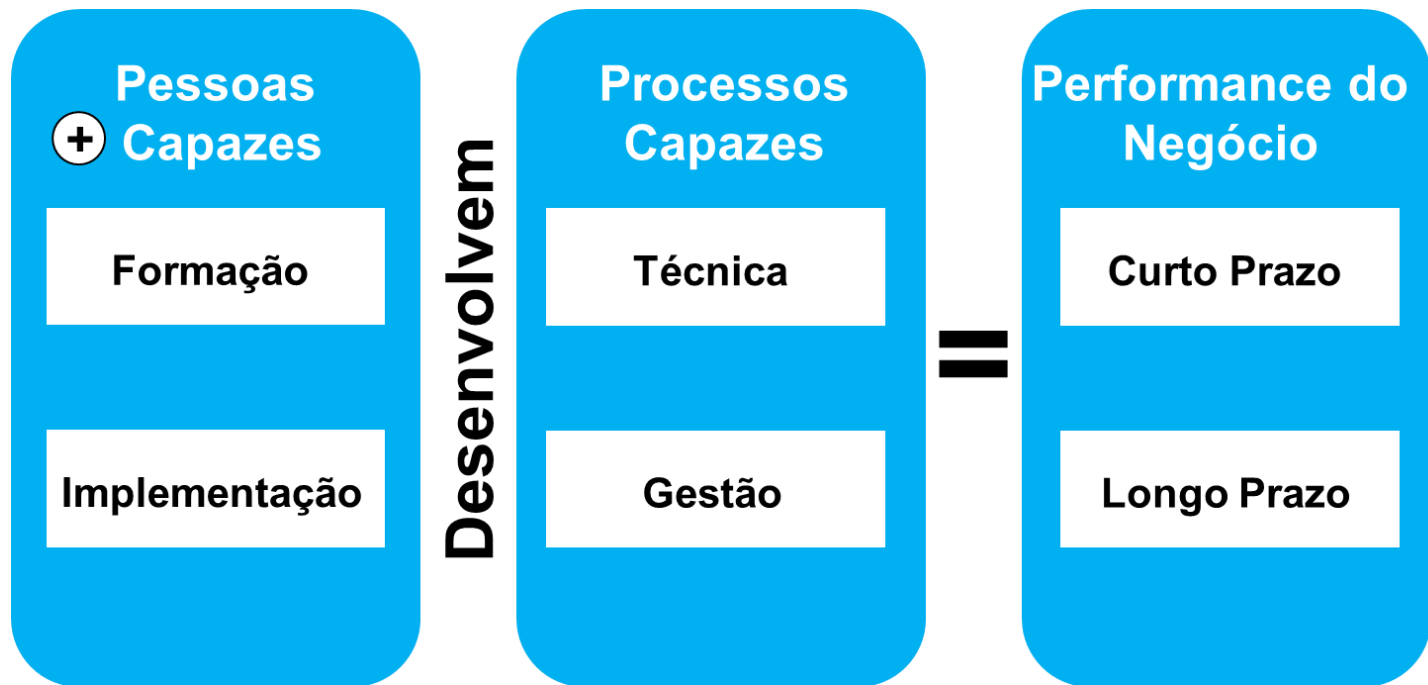 Pessoas
+ Capazes
Formação
Implementação
Desenvolvem
Processos
Capazes
Técnica
Gestão
=
Performance do
Negócio
Curto Prazo
Longo Prazo